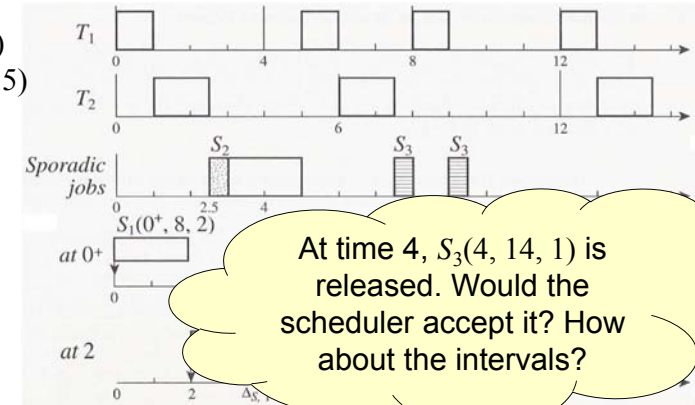 )
5)
T₁
0 4 8 12
T₂
0 6 12
S₂ S₃ S₃
Sporadic
jobs
0 2.5 4
S₁(0⁺, 8, 2)
at 0⁺
0
At time 4, S₃(4, 14, 1) is
released. Would the
scheduler accept it? How
about the intervals?
at 2
0 2